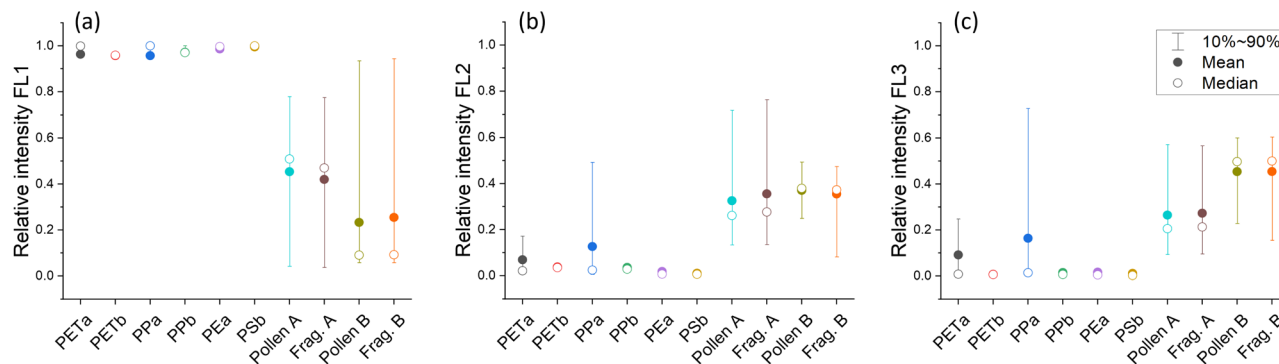 (a)
Relative intensity FL1
1.0
0.8
0.6
0.4
0.2
0.0
PETa
PETb
PPa
PPb
PEa
PSb
Pollen A
Frag. A
Pollen B
Frag. B
(b)
Relative intensity FL2
1.0
0.8
0.6
0.4
0.2
0.0
PETa
PETb
PPa
PPb
PEa
PSb
Pollen A
Frag. A
Pollen B
Frag. B
(c)
Relative intensity FL3
1.0
0.8
0.6
0.4
0.2
0.0
PETa
PETb
PPa
PPb
PEa
PSb
Pollen A
Frag. A
Pollen B
Frag. B
10%~90%
Mean
Median